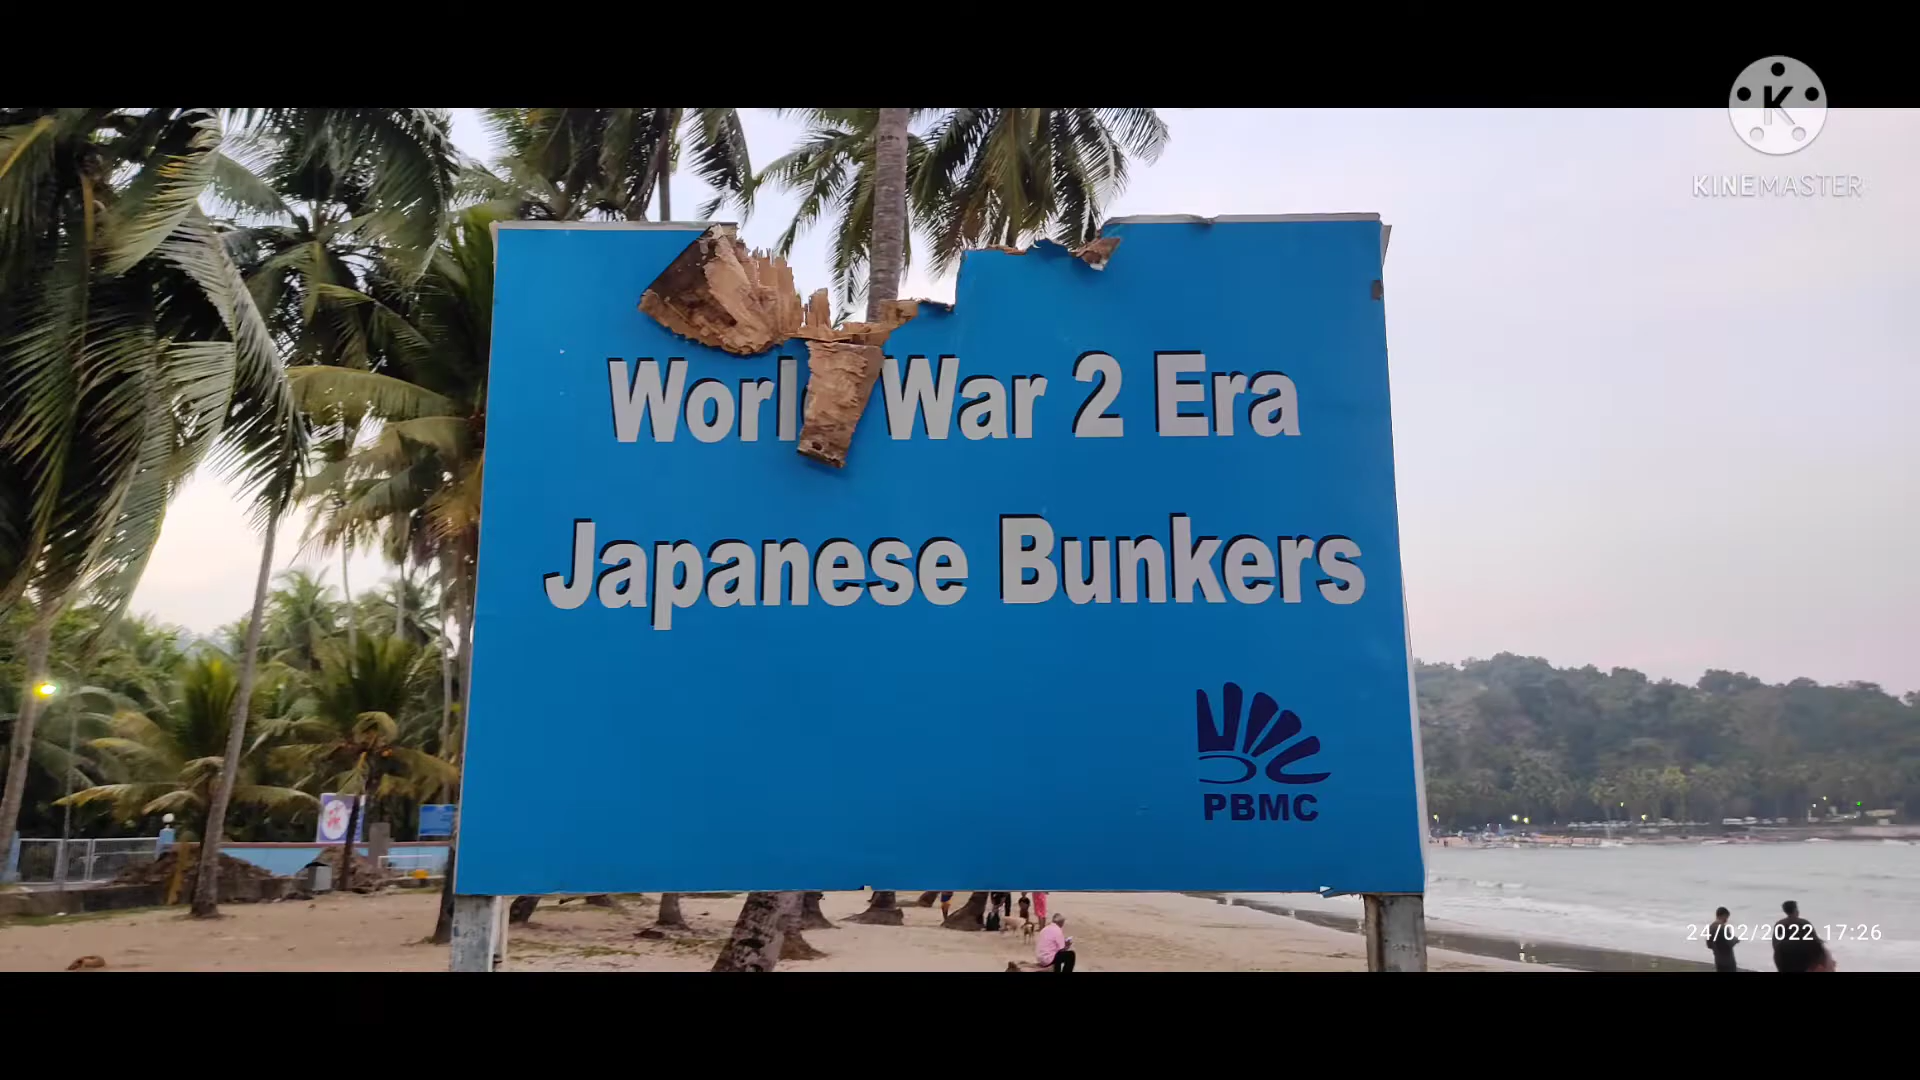 KINEMASTER
Worl War 2 Era
Japanese Bunkers
PBMC
24/02/2022 17:26